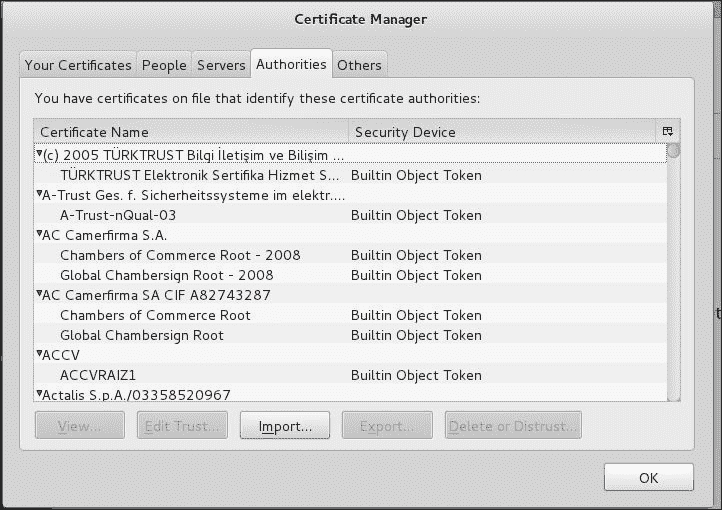 Certificate Manager
Your Certificates People Servers Authorities Others
You have certificates on file that identify these certificate authorities:
Certificate Name Security Device
(c) 2005 TÜRKTRUST Bilgi İletişim ve Bilişim ...
TÜRKTRUST Elektronik Sertifika Hizmet S... Builtin Object Token
A-Trust Ges. f. Sicherheitssysteme im elektr....
A-Trust-nQual-03 Builtin Object Token
AC Camerfirma S.A.
Chambers of Commerce Root - 2008 Builtin Object Token
Global Chambersign Root - 2008 Builtin Object Token
AC Camerfirma SA CIF A82743287
Chambers of Commerce Root Builtin Object Token
Global Chambersign Root Builtin Object Token
ACCV
ACCVRAIZ1 Builtin Object Token
Actalis S.p.A./03358520967
View... Edit Trust... Import... Export... Delete or Distrust...
OK